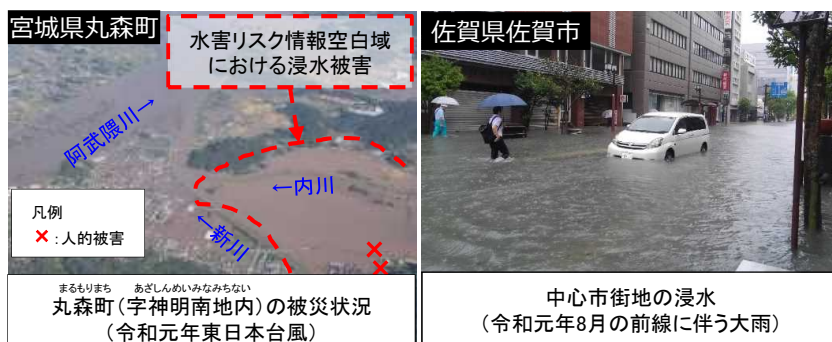 宮城県丸森町
水害リスク情報空白域
における浸水被害
阿武隈川→
←内川
←新川
凡例
×:人的被害
まるもりまち あざしんめいみなみちない
丸森町(字神明南地内)の被災状況
(令和元年東日本台風)
佐賀県佐賀市
中心市街地の浸水
(令和元年8月の前線に伴う大雨)